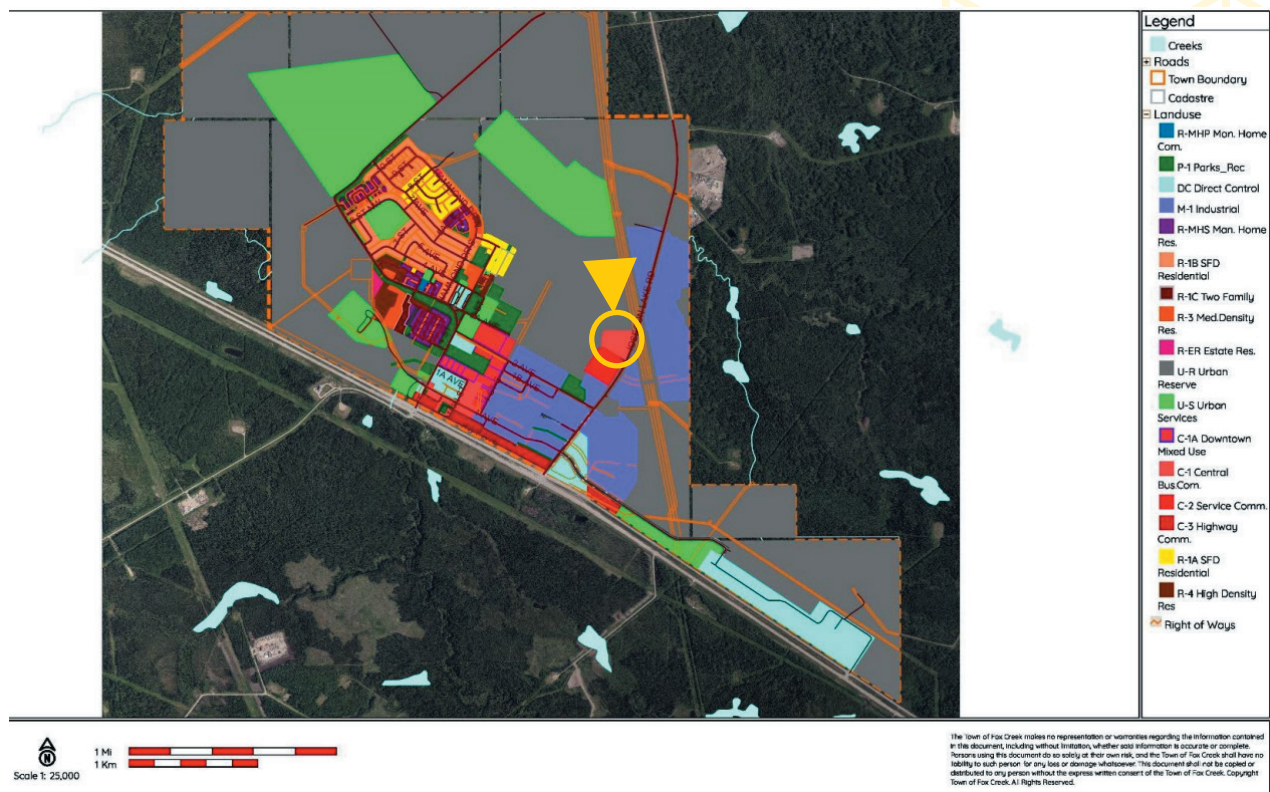 Legend
Creeks
Roads
Town Boundary
Cadastre
Landuse
R-MHP Man. Home
Com.
P-1 Parks_Rec
DC Direct Control
M-1 Industrial
R-MHS Man. Home
Res.
R-1B SFD
Residential
R-1C Two Family
R-3 Med.Density
Res.
R-ER Estate Res.
U-R Urban
Reserve
U-S Urban
Services
C-1A Downtown
Mixed Use
C-1 Central
Bus.Com.
C-2 Service Comm.
C-3 Highway
Comm.
R-1A SFD
Residential
R-4 High Density
Res
Right of Ways
1A AVE
N
Scale 1: 25,000
1 Mi
1 Km
The Town of Fox Creek makes no representation or warranties regarding the information contained
in this document, including without limitation, whether said information is accurate or complete.
Persons using this document do so solely at their own risk, and the Town of Fox Creek shall have no
liability to such person for any loss or damage whatsoever. This document shall not be copied or
distributed to any person without the express written consent of the Town of Fox Creek. Copyright
Town of Fox Creek. All Rights Reserved.